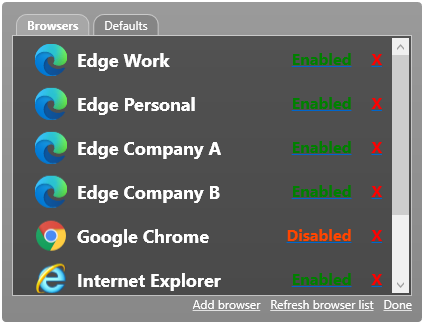 Browsers Defaults
Edge Work Enabled X
Edge Personal Enabled X
Edge Company A Enabled X
Edge Company B Enabled X
Google Chrome Disabled X
Internet Explorer Enabled X
Add browser Refresh browser list Done